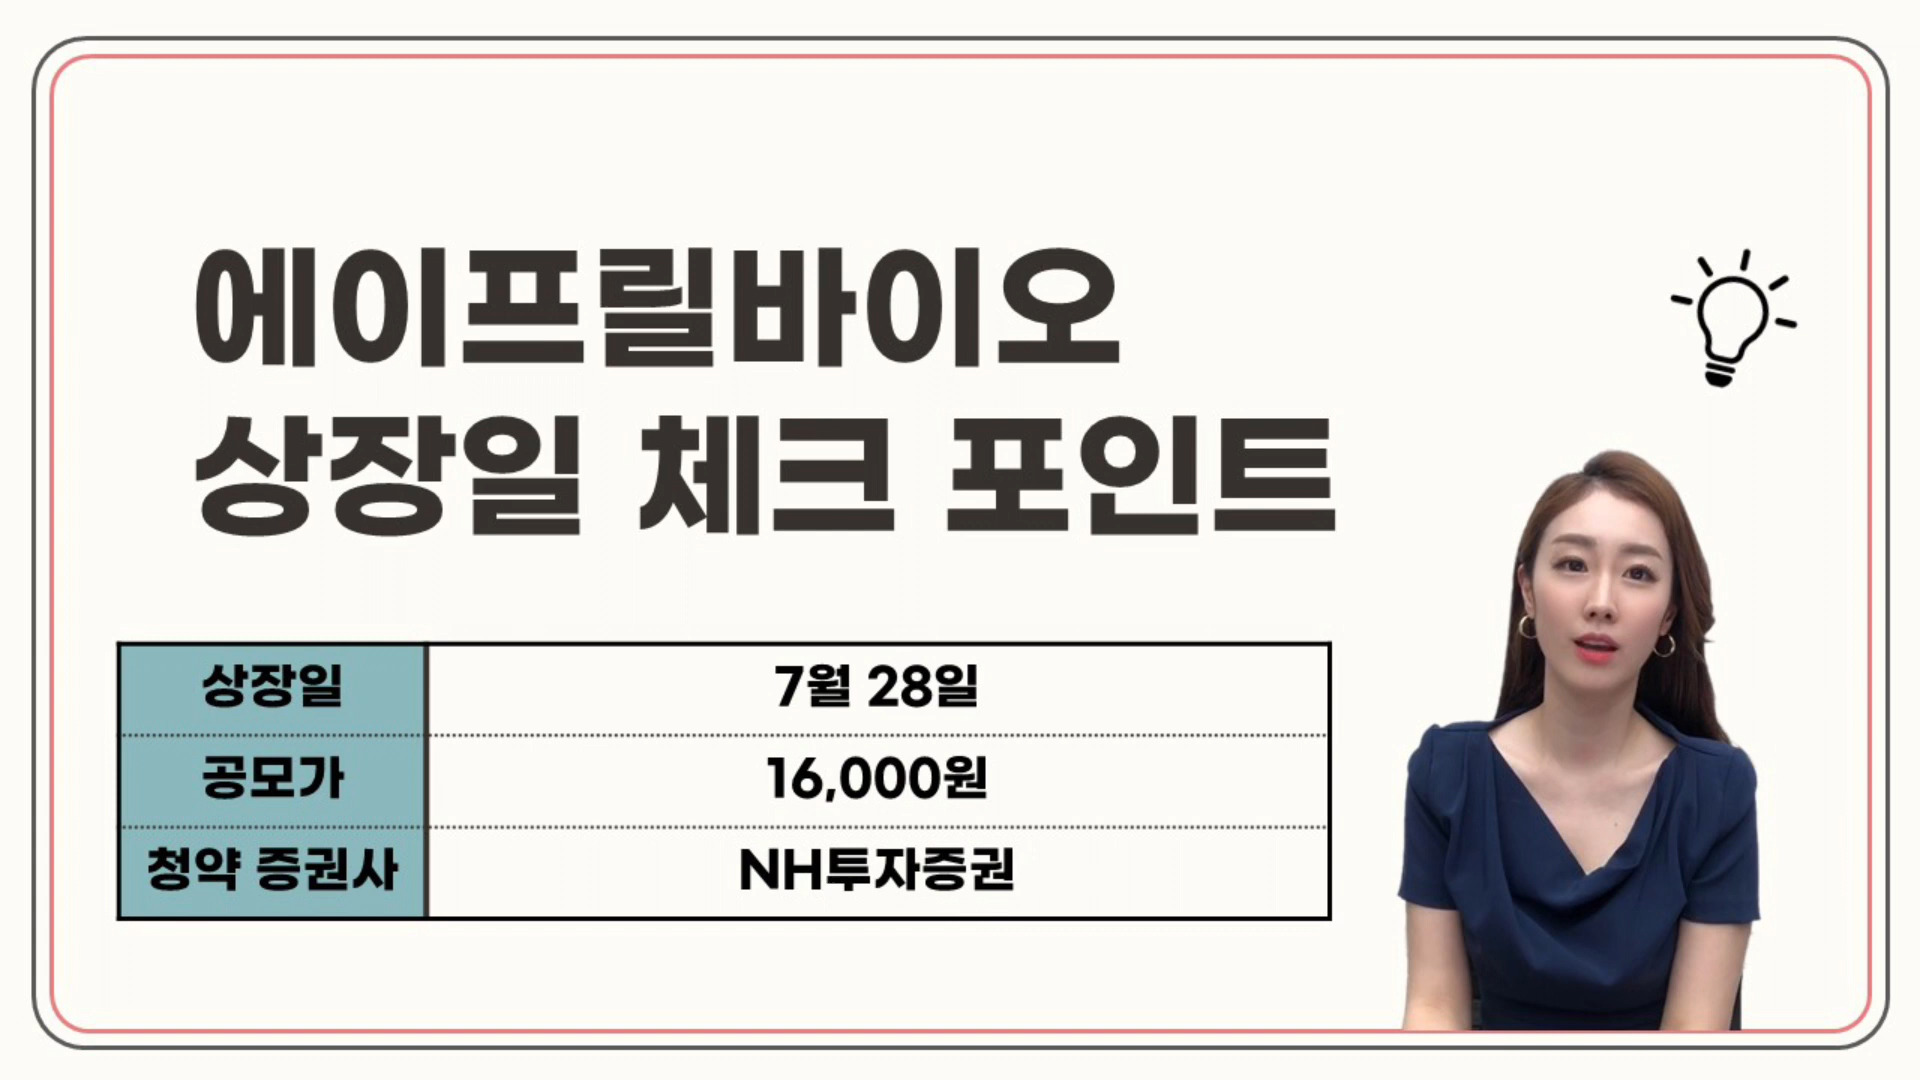 에이프릴바이오
상장일 체크 포인트
상장일 7월 28일
공모가 16,000원
청약 증권사 NH투자증권